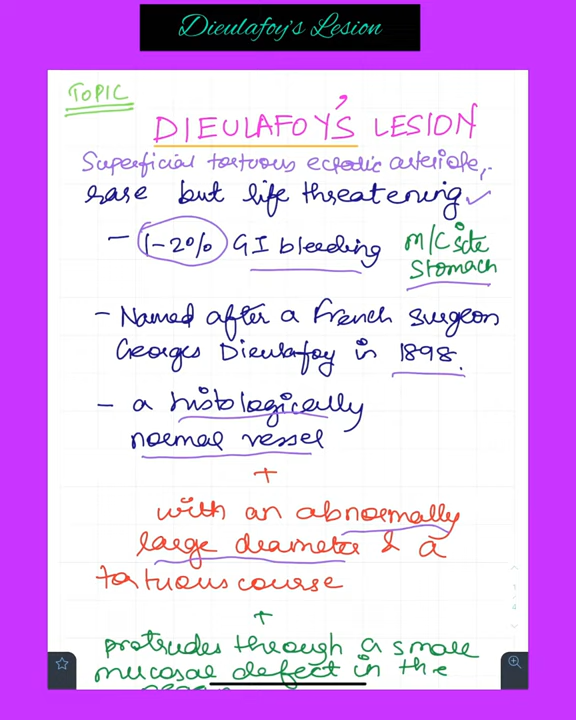 Dieulafoy's Lesion
TOPIC
DIEULAFOY'S LESION
Superficial tortuous ectatic arteriole,.
rare but life threatening ✓
- 1-2% GI bleeding
M/C site
Stomach
- Named after a French surgeon
Georges Dieulafoy in 1898.
- a histologically
normal vessel
+
with an abnormally
large diameter & a
tortuous course
+
protrudes through a small
mucosal defect in the